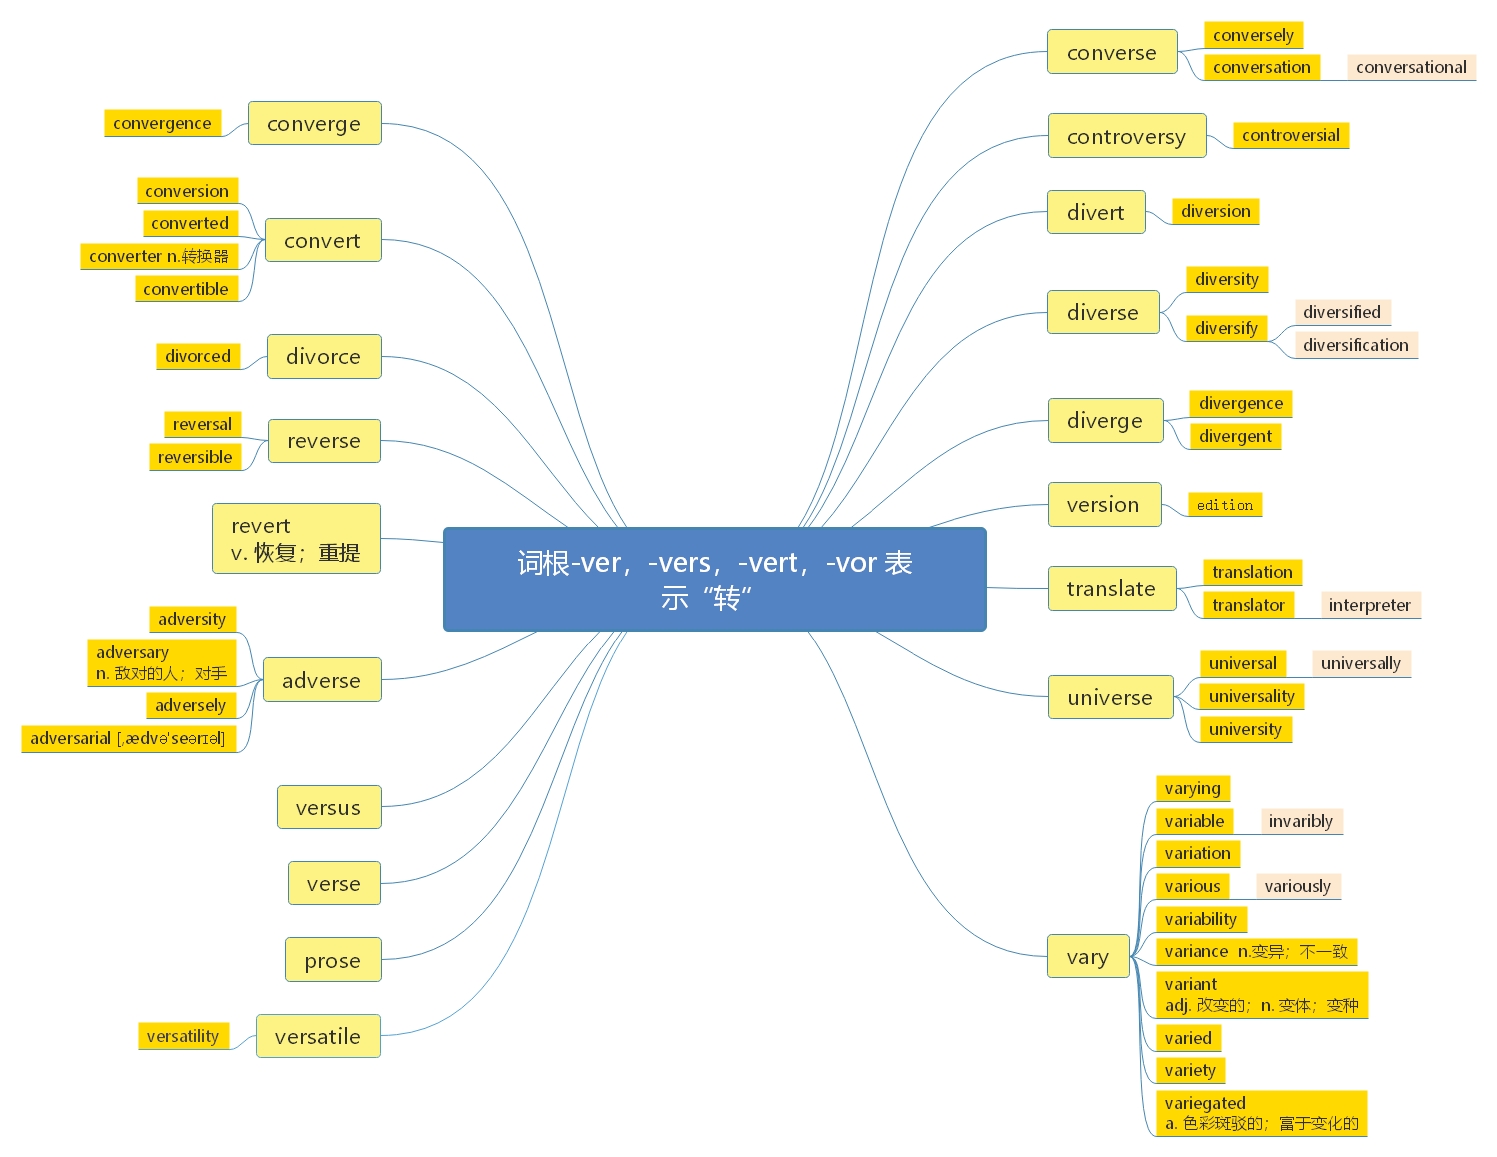 词根-ver，-vers，-vert，-vor 表
示“转“
converse
conversely
conversation
conversational
controversy
controversial
divert
diversion
diverse
diversity
diversify
diversified
diversification
diverge
divergence
divergent
version
edition
translate
translation
translator
interpreter
universe
universal
universally
universality
university
vary
varying
variable
invaribly
variation
various
variously
variability
variance  n.变异；不一致
variant
adj. 改变的；n. 变体；变种
varied
variety
variegated
a. 色彩斑驳的；富于变化的
converge
convergence
convert
conversion
converted
converter n.转换器
convertible
divorce
divorced
reverse
reversal
reversible
revert
v. 恢复；重提
adverse
adversity
adversary
n. 敌对的人；对手
adversely
adversarial [ˌædvəˈseərɪəl]
versus
verse
prose
versatile
versatility